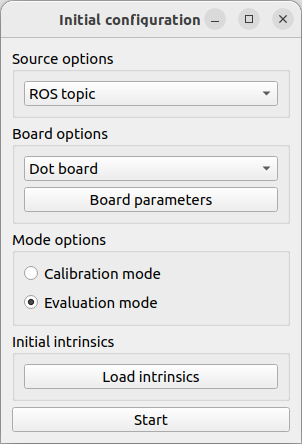 Initial configuration
Source options
ROS topic
Board options
Dot board
Board parameters
Mode options
Calibration mode
Evaluation mode
Initial intrinsics
Load intrinsics
Start